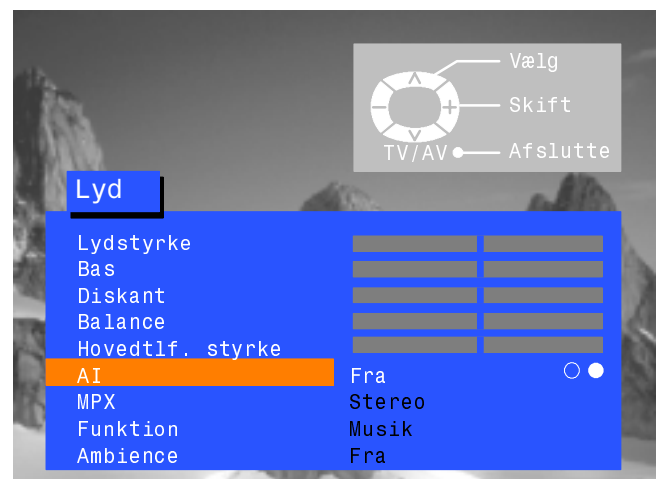 Vælg
Skift
TV/AV Afslutte
Lyd
Lydstyrke
Bas
Diskant
Balance
Hovedtlf. styrke
AI Fra
MPX Stereo
Funktion Musik
Ambience Fra